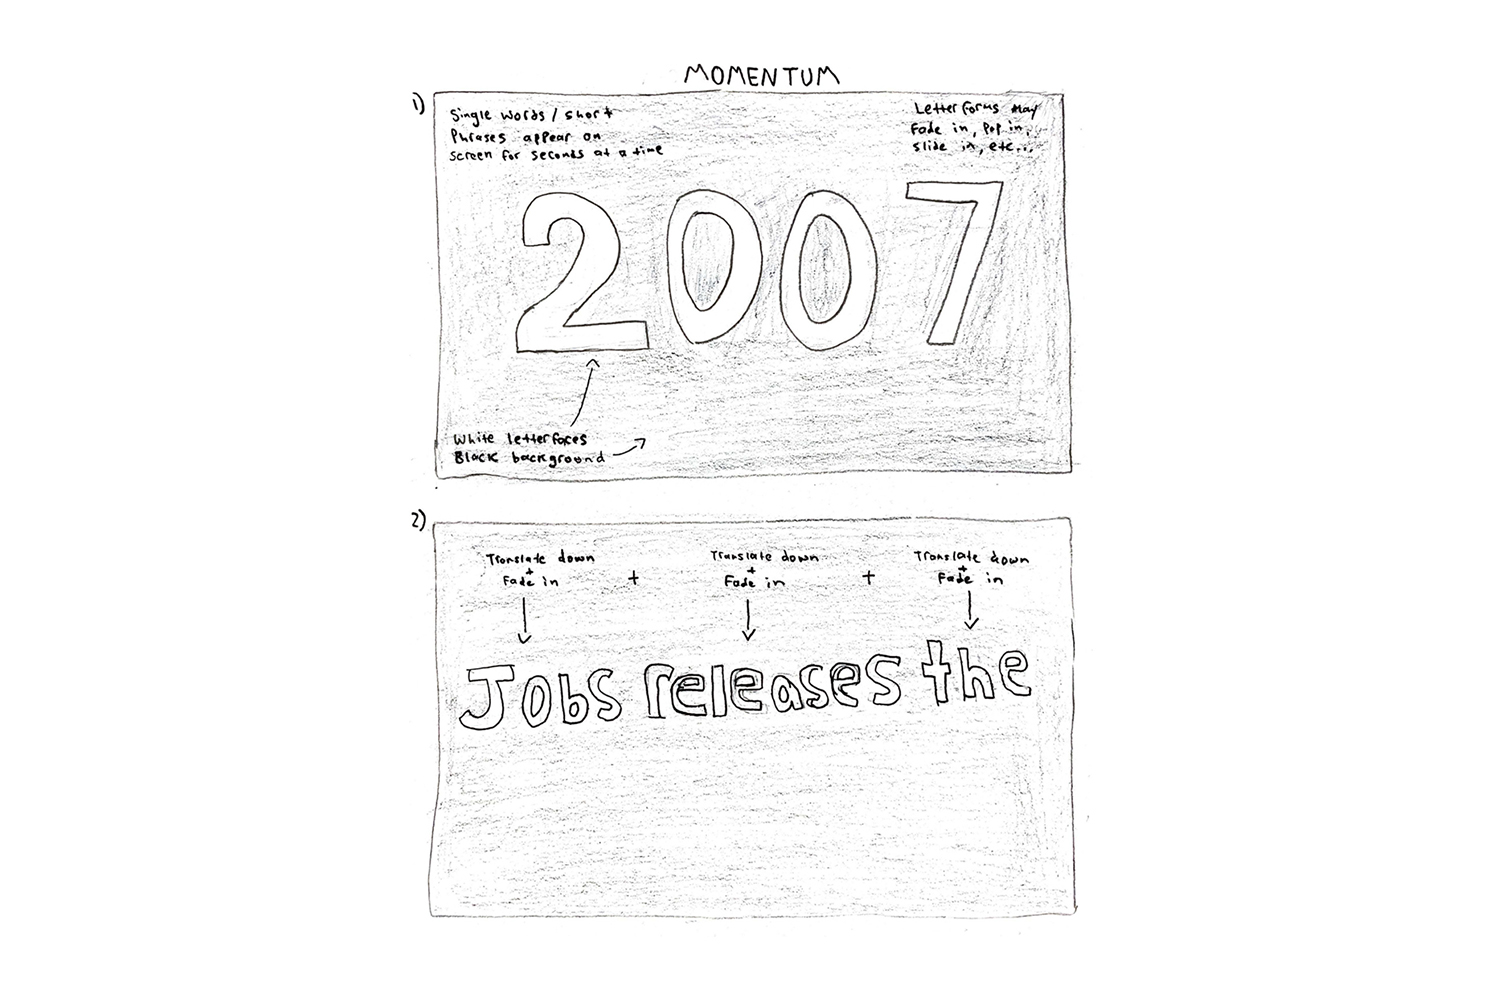 MOMENTUM
1)
Single words / short
Phrases appear on
screen for seconds at a time
Letterforms may
Fade in, Pop in,
slide in, etc...
2007
White letterfaces
Black background
2)
Translate down
+
Fade in
+
Translate down
+
Fade in
+
Translate down
+
Fade in
Jobs releases the